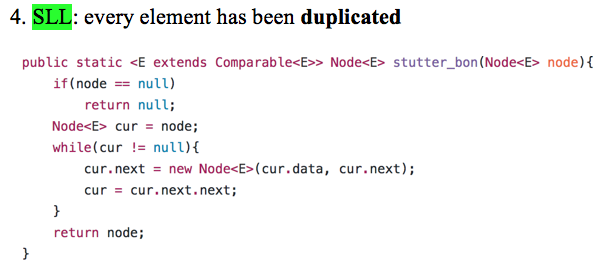 4. SLL: every element has been duplicated
public static <E extends Comparable<E>> Node<E> stutter_bon(Node<E> node){
    if(node == null)
        return null;
    Node<E> cur = node;
    while(cur != null){
        cur.next = new Node<E>(cur.data, cur.next);
        cur = cur.next.next;
    }
    return node;
}